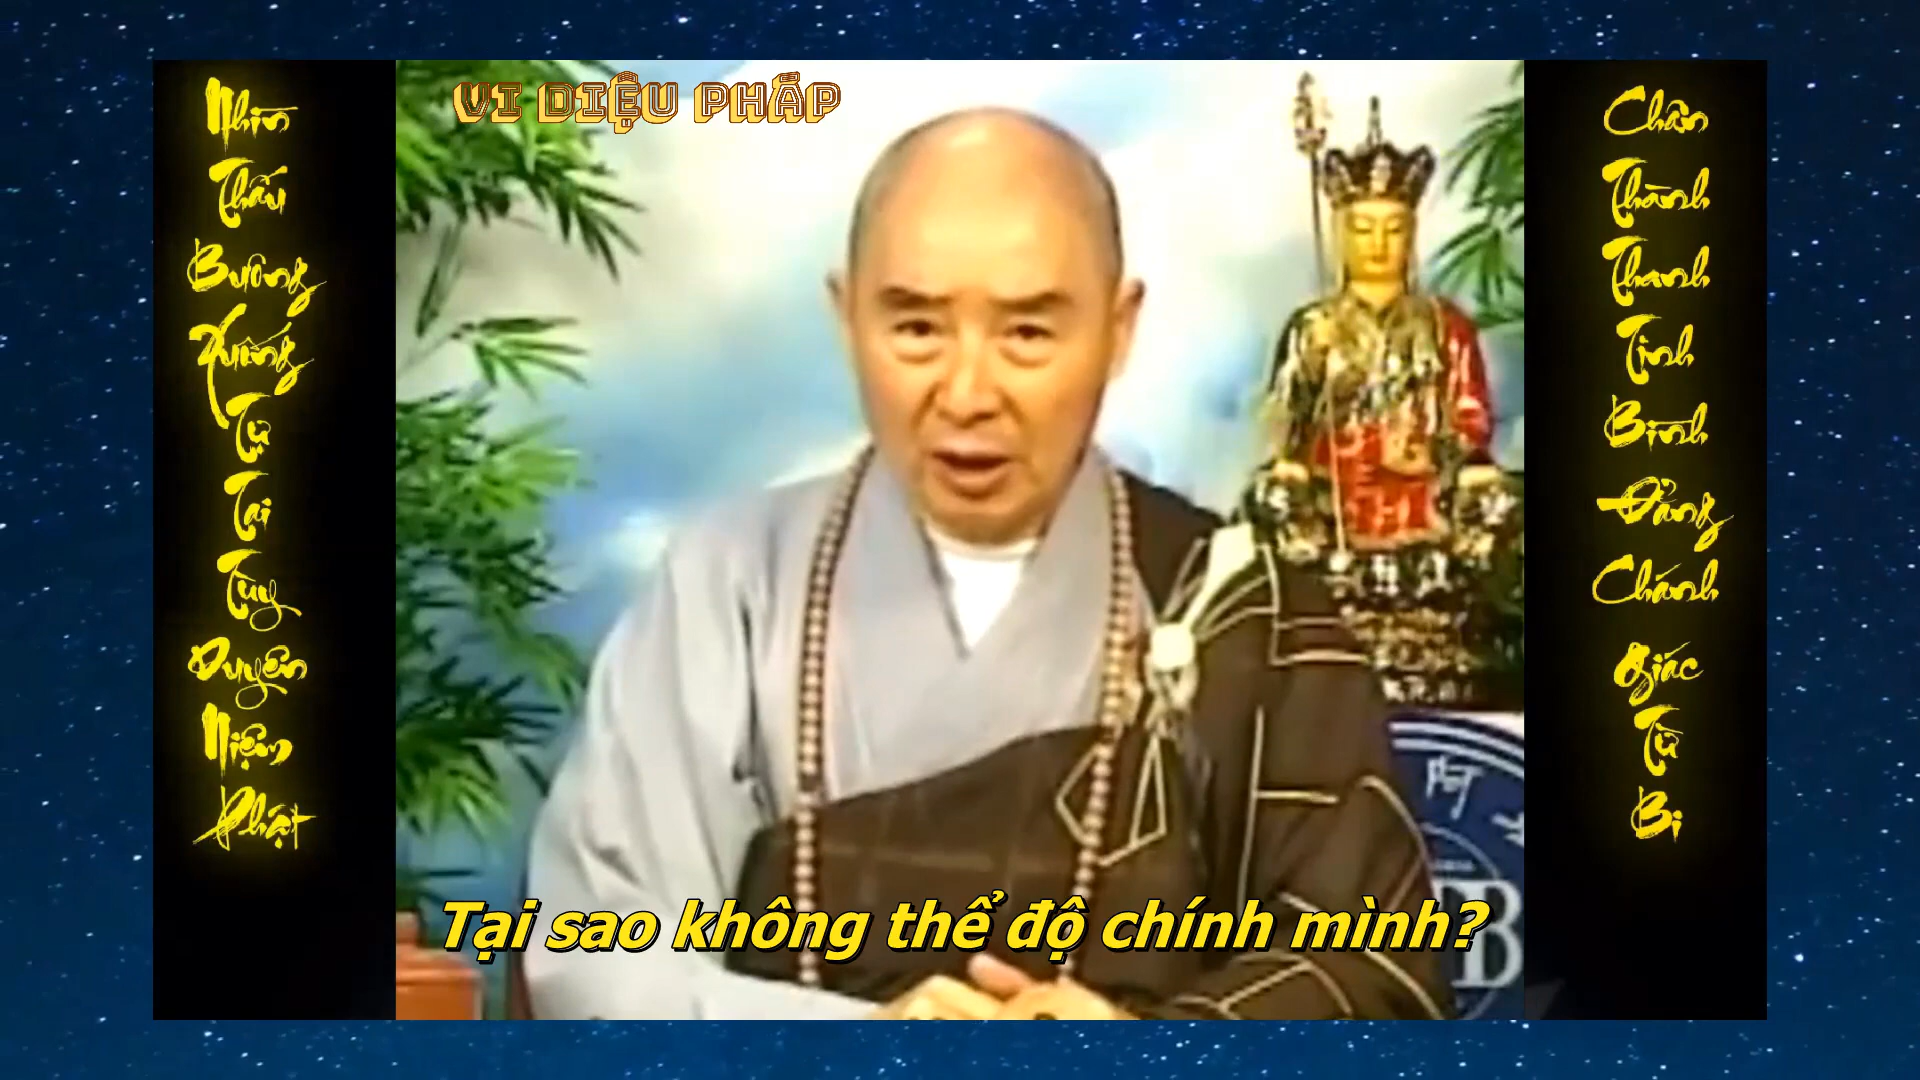 VI DIỆU PHÁP
Nhìn
Thấu
Buông
Xuống
Tự
Tại
Tùy
Duyên
Niệm
Phật
Chân
Thành
Thanh
Tịnh
Bình
Đẳng
Chánh
Giác
Từ
Bi
Tại sao không thể độ chính mình?